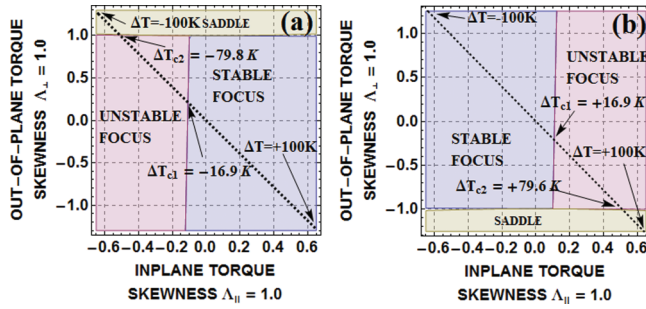 (a)
ΔT=-100K SADDLE
ΔT_c2 = −79.8 K
STABLE
FOCUS
UNSTABLE
FOCUS
ΔT=+100K
ΔT_c1 = −16.9 K
1.0
0.5
0.0
−0.5
−1.0
−0.6 −0.4 −0.2 0.0 0.2 0.4 0.6
OUT−OF−PLANE TORQUE
SKEWNESS Λ⊥ = 1.0
INPLANE TORQUE
SKEWNESS Λ∥ = 1.0
(b)
ΔT=-100K
UNSTABLE
FOCUS
ΔT_c1 = +16.9 K
STABLE
FOCUS
ΔT=+100K
ΔT_c2 = +79.6 K
SADDLE
1.0
0.5
0.0
−0.5
−1.0
−0.6 −0.4 −0.2 0.0 0.2 0.4 0.6
OUT−OF−PLANE TORQUE
SKEWNESS Λ⊥ = 1.0
INPLANE TORQUE
SKEWNESS Λ∥ = 1.0